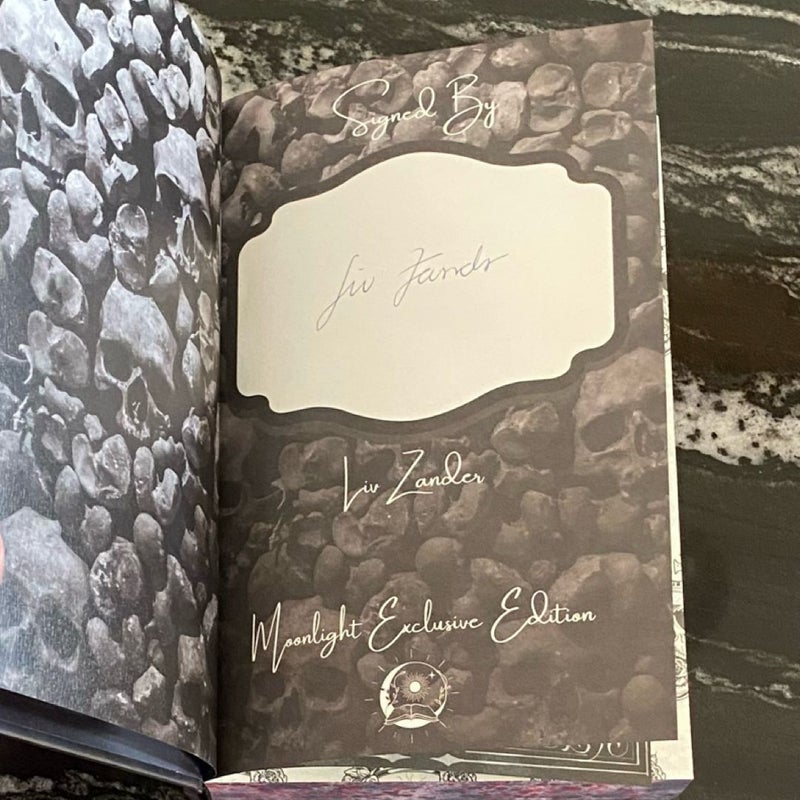 Signed By
Liv Zander
Liv Zander
Moonlight Exclusive Edition